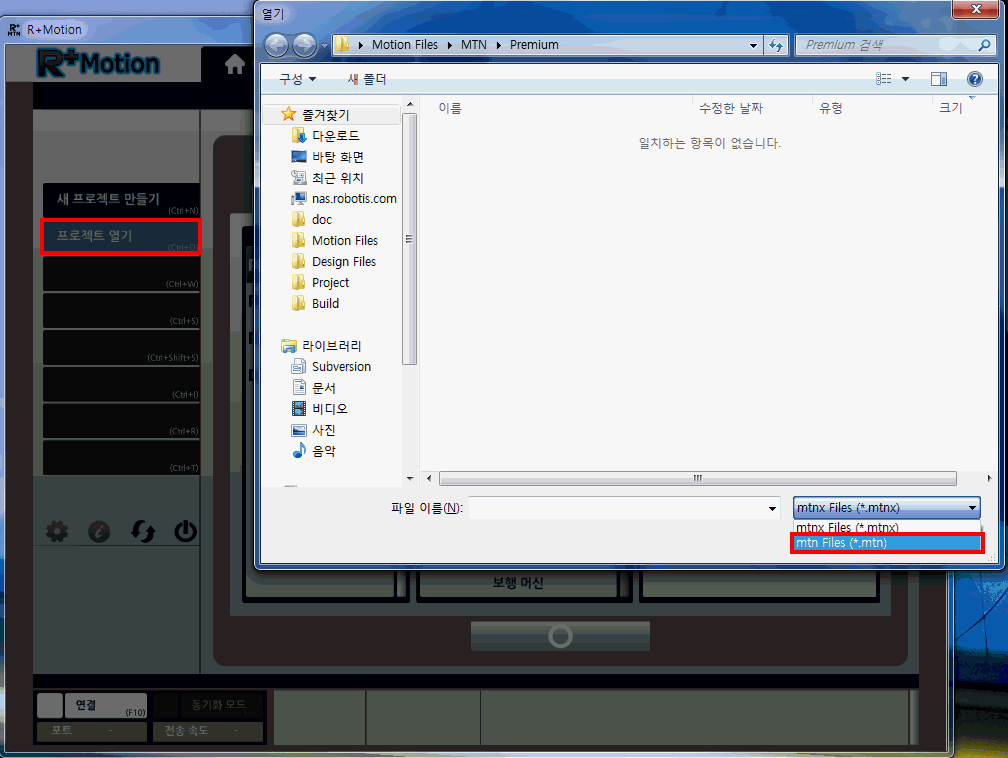 R+Motion
R+Motion
새 프로젝트 만들기
(Ctrl+N)
프로젝트 열기
(Ctrl+O)
(Ctrl+W)
(Ctrl+S)
(Ctrl+Shift+S)
(Ctrl+I)
(Ctrl+R)
(Ctrl+T)
열기
Motion Files
MTN
Premium
Premium 검색
구성
새 폴더
즐겨찾기
다운로드
바탕 화면
최근 위치
nas.robotis.com
doc
Motion Files
Design Files
Project
Build
라이브러리
Subversion
문서
비디오
사진
음악
이름
수정한 날짜
유형
크기
일치하는 항목이 없습니다.
파일 이름(N):
mtnx Files (*.mtnx)
mtnx Files (*.mtnx)
mtn Files (*.mtn)
보행 머신
연결
(F10)
동기화 모드
포트 -
전송 속도 -